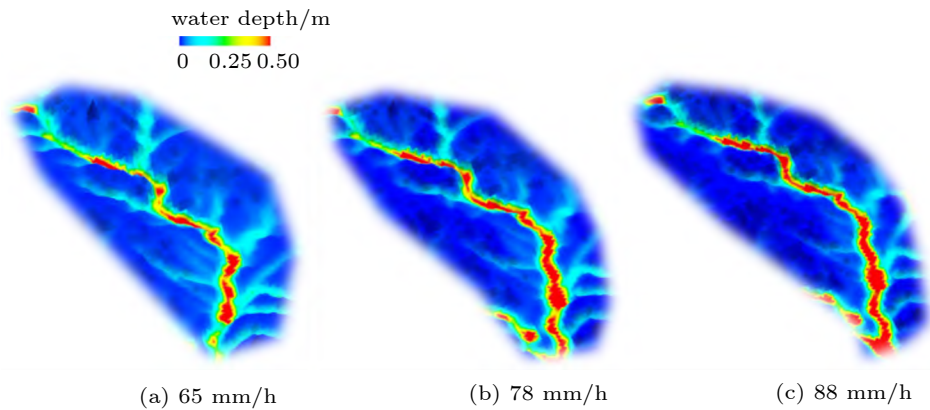 water depth/m
0 0.25 0.50
(a) 65 mm/h
(b) 78 mm/h
(c) 88 mm/h